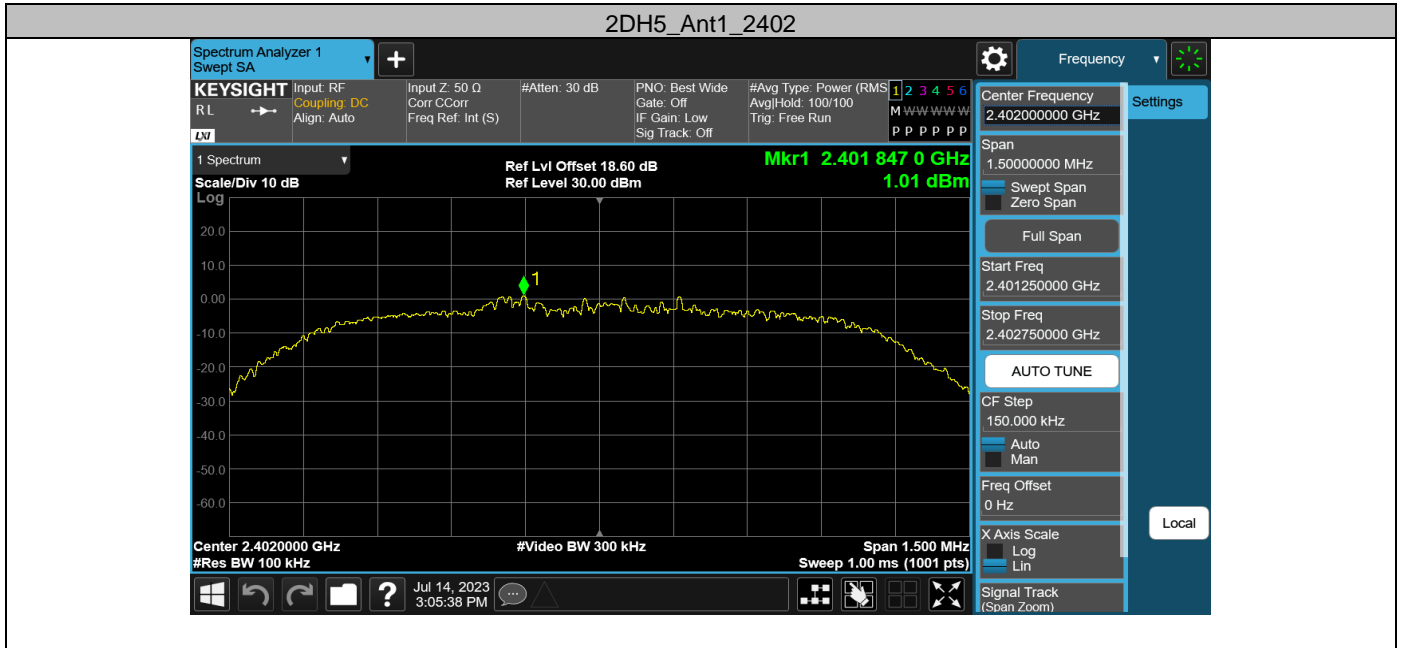 2DH5_Ant1_2402
Spectrum Analyzer 1
Swept SA
+
Frequency
KEYSIGHT
RL
LXI
Input: RF
Coupling: DC
Align: Auto
Input Z: 50 Ω
Corr CCorr
Freq Ref: Int (S)
#Atten: 30 dB
PNO: Best Wide
Gate: Off
IF Gain: Low
Sig Track: Off
#Avg Type: Power (RMS
Avg|Hold: 100/100
Trig: Free Run
1 2 3 4 5 6
M W W W W W
P P P P P P
1 Spectrum
Scale/Div 10 dB
Ref Lvl Offset 18.60 dB
Ref Level 30.00 dBm
Mkr1 2.401 847 0 GHz
1.01 dBm
Log
20.0
10.0
0.00
-10.0
-20.0
-30.0
-40.0
-50.0
-60.0
1
Center 2.4020000 GHz
#Res BW 100 kHz
#Video BW 300 kHz
Span 1.500 MHz
Sweep 1.00 ms (1001 pts)
Center Frequency
2.402000000 GHz
Span
1.50000000 MHz
Swept Span
Zero Span
Full Span
Start Freq
2.401250000 GHz
Stop Freq
2.402750000 GHz
AUTO TUNE
CF Step
150.000 kHz
Auto
Man
Freq Offset
0 Hz
X Axis Scale
Log
Lin
Signal Track
(Span Zoom)
Settings
Local
?
Jul 14, 2023
3:05:38 PM